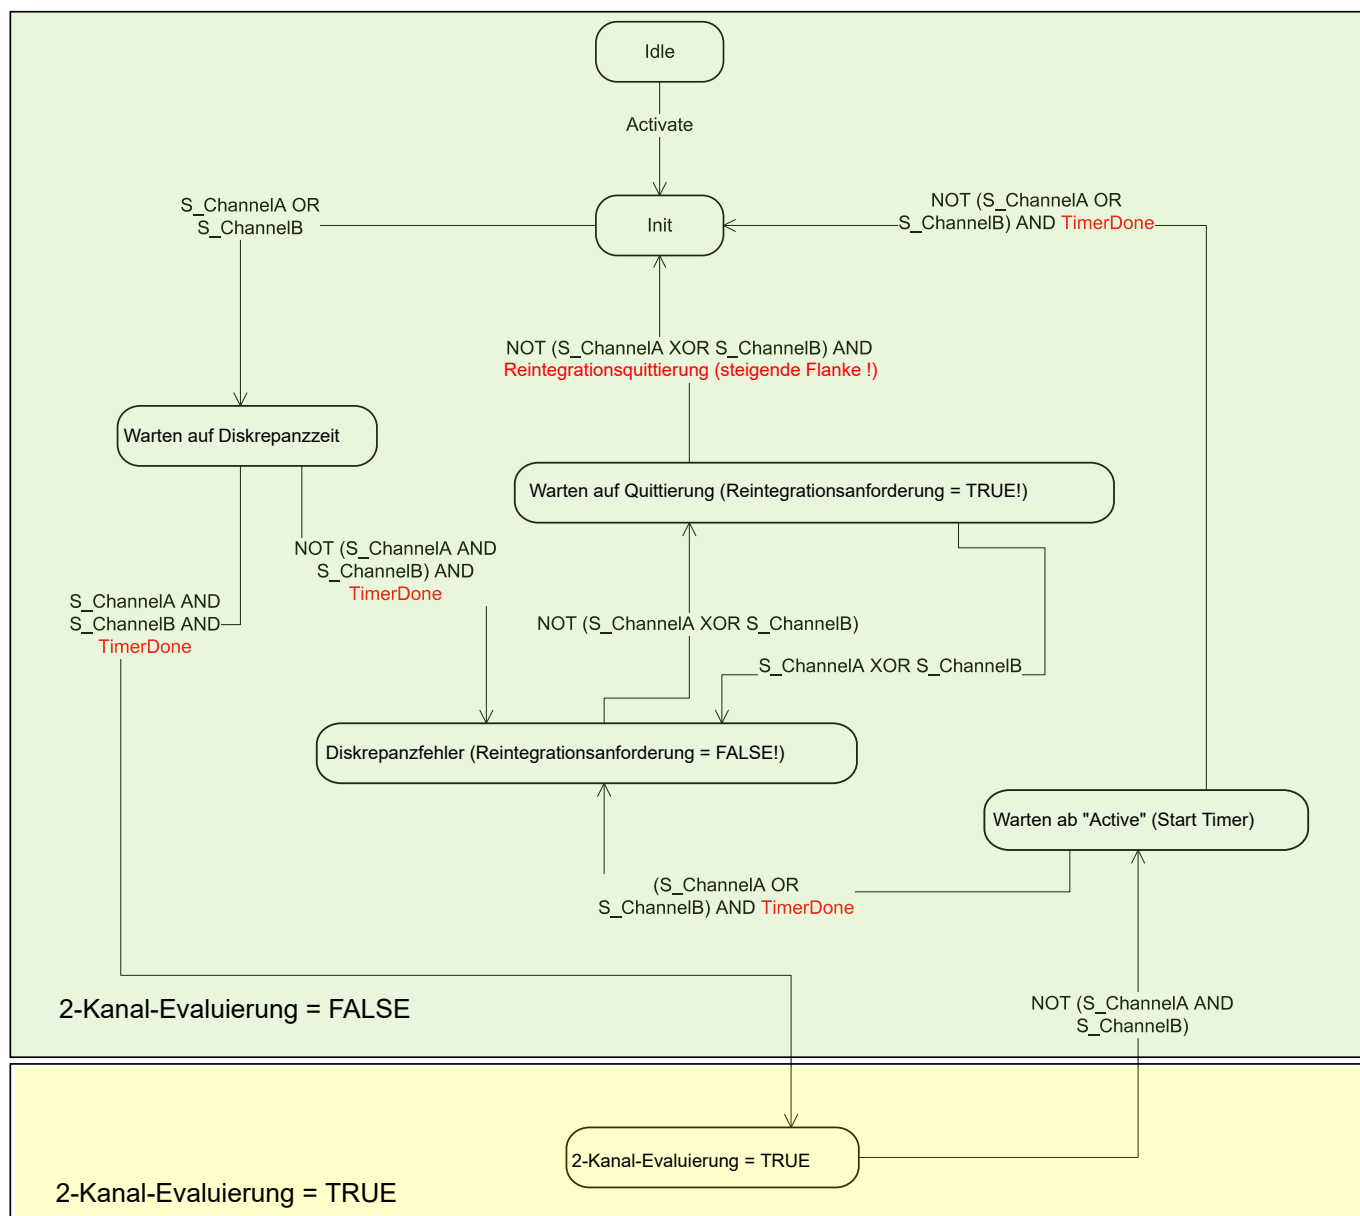 Idle
Activate
S_ChannelA OR
S_ChannelB
Init
NOT (S_ChannelA OR
S_ChannelB) AND TimerDone
NOT (S_ChannelA XOR S_ChannelB) AND
Reintegrationsquittierung (steigende Flanke !)
Warten auf Diskrepanzzeit
Warten auf Quittierung (Reintegrationsanforderung = TRUE!)
NOT (S_ChannelA AND
S_ChannelB) AND
TimerDone
S_ChannelA AND
S_ChannelB AND
TimerDone
NOT (S_ChannelA XOR S_ChannelB)
S_ChannelA XOR S_ChannelB
Diskrepanzfehler (Reintegrationsanforderung = FALSE!)
Warten ab "Active" (Start Timer)
(S_ChannelA OR
S_ChannelB) AND TimerDone
2-Kanal-Evaluierung = FALSE
NOT (S_ChannelA AND
S_ChannelB)
2-Kanal-Evaluierung = TRUE
2-Kanal-Evaluierung = TRUE